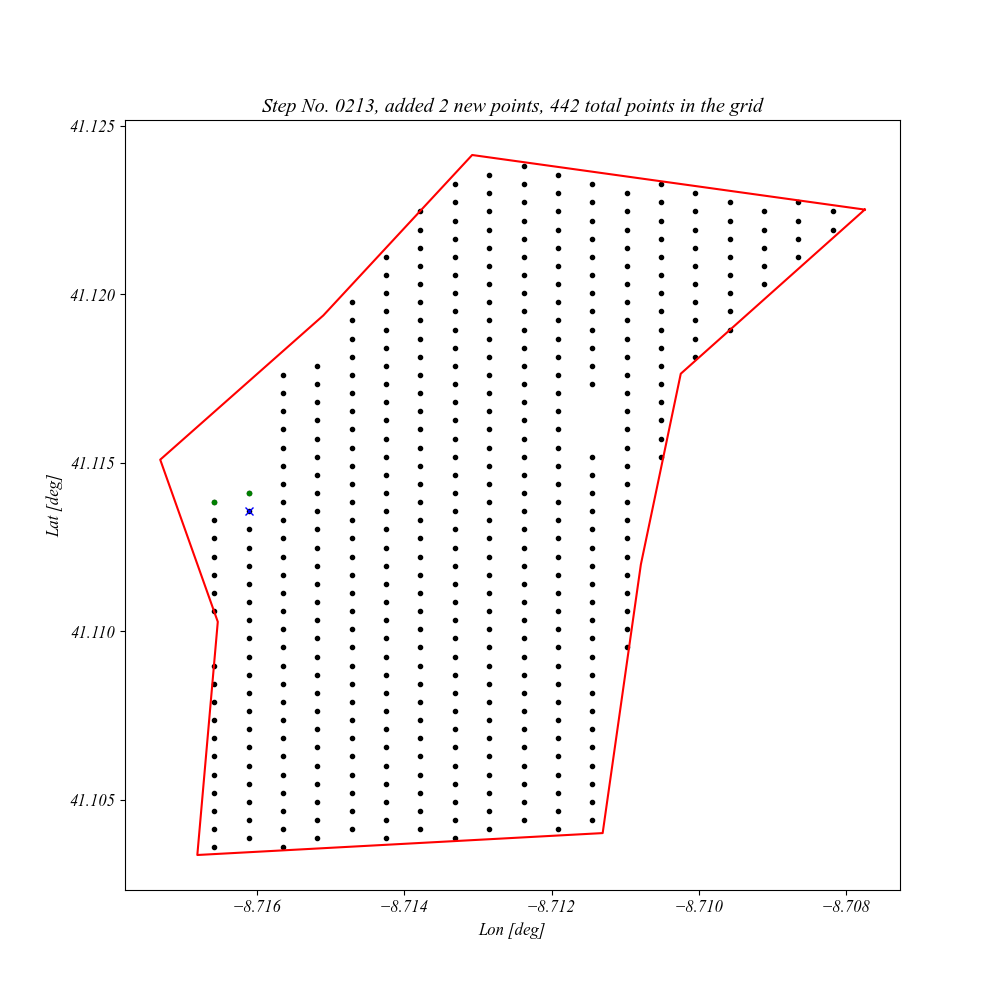 Step No. 0213, added 2 new points, 442 total points in the grid
41.125
41.120
41.115
41.110
41.105
Lat [deg]
−8.716 −8.714 −8.712 −8.710 −8.708
Lon [deg]